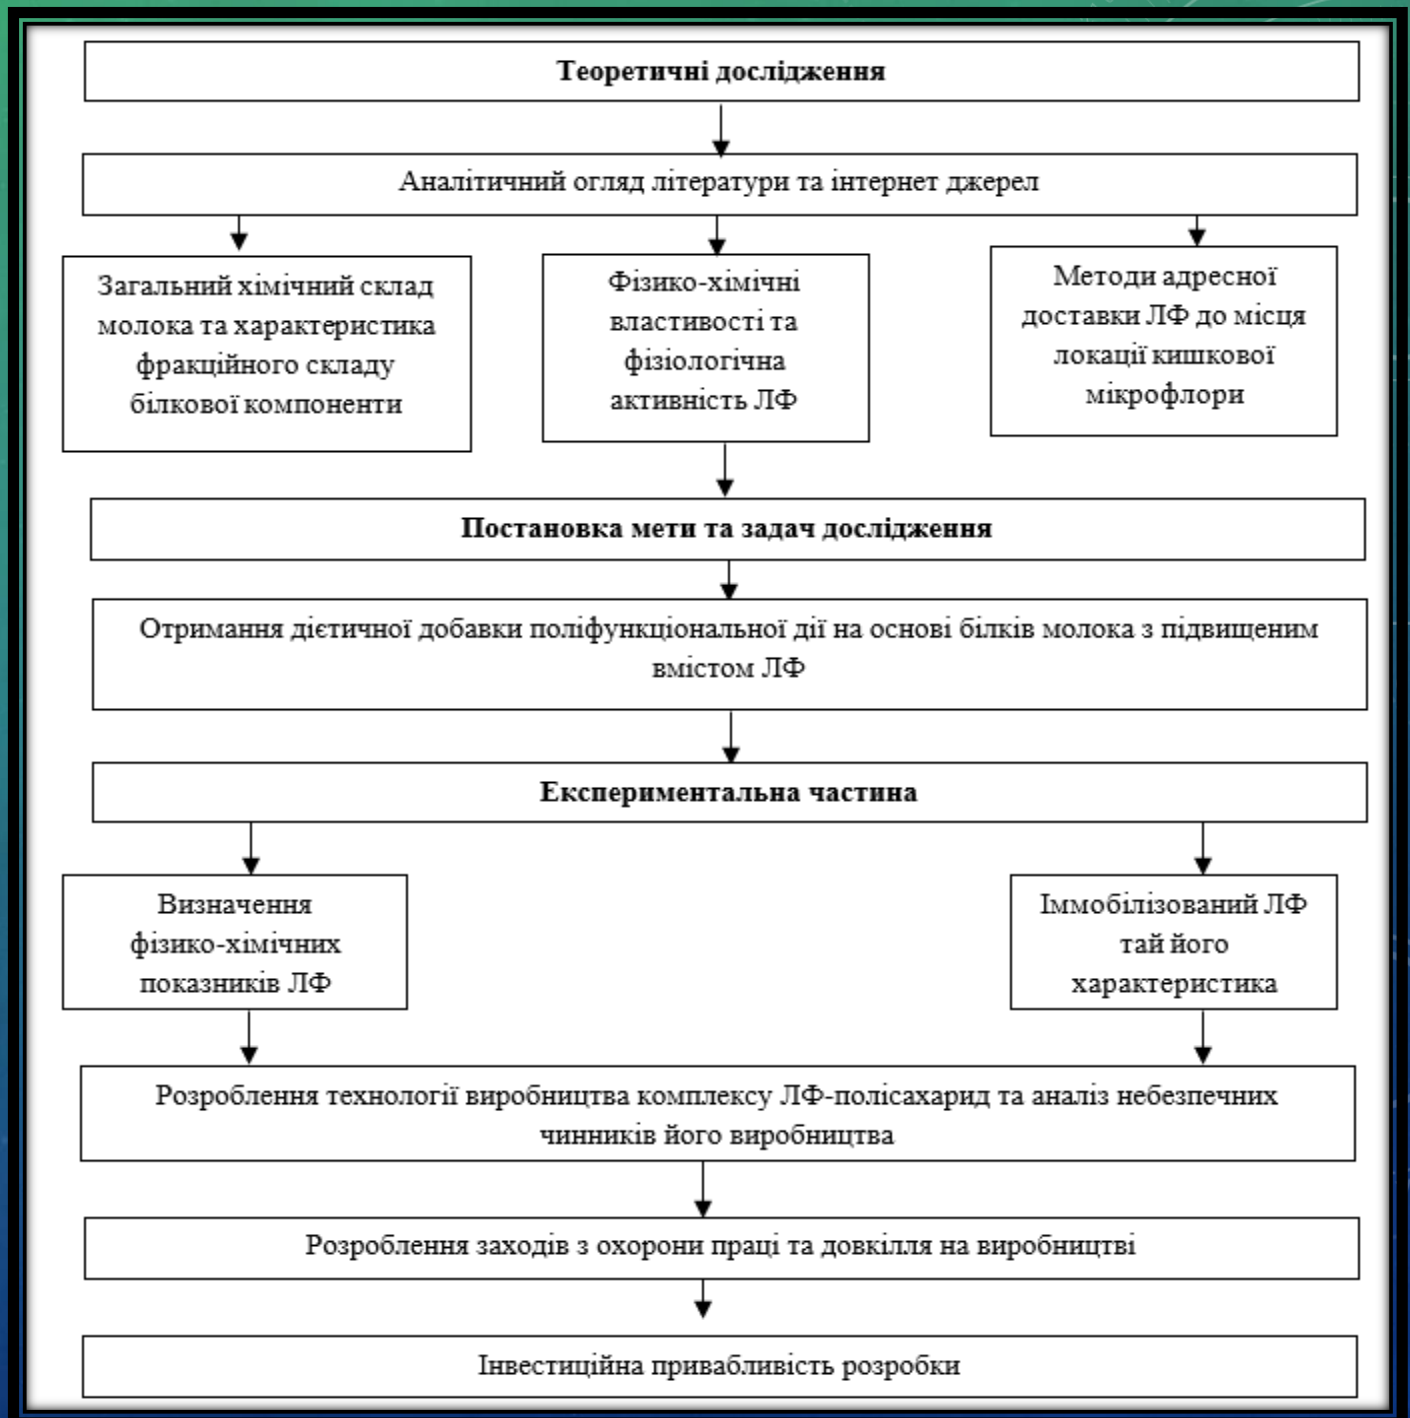 Теоретичні дослідження
Аналітичний огляд літератури та інтернет джерел
Загальний хімічний склад
молока та характеристика
фракційного складу
білкової компоненти
Фізико-хімічні
властивості та
фізіологічна
активність ЛФ
Методи адресної
доставки ЛФ до місця
локації кишкової
мікрофлори
Постановка мети та задач дослідження
Отримання дієтичної добавки поліфункціональної дії на основі білків молока з підвищеним
вмістом ЛФ
Експериментальна частина
Визначення
фізико-хімічних
показників ЛФ
Іммобілізований ЛФ
тай його
характеристика
Розроблення технології виробництва комплексу ЛФ-полісахарид та аналіз небезпечних
чинників його виробництва
Розроблення заходів з охорони праці та довкілля на виробництві
Інвестиційна привабливість розробки